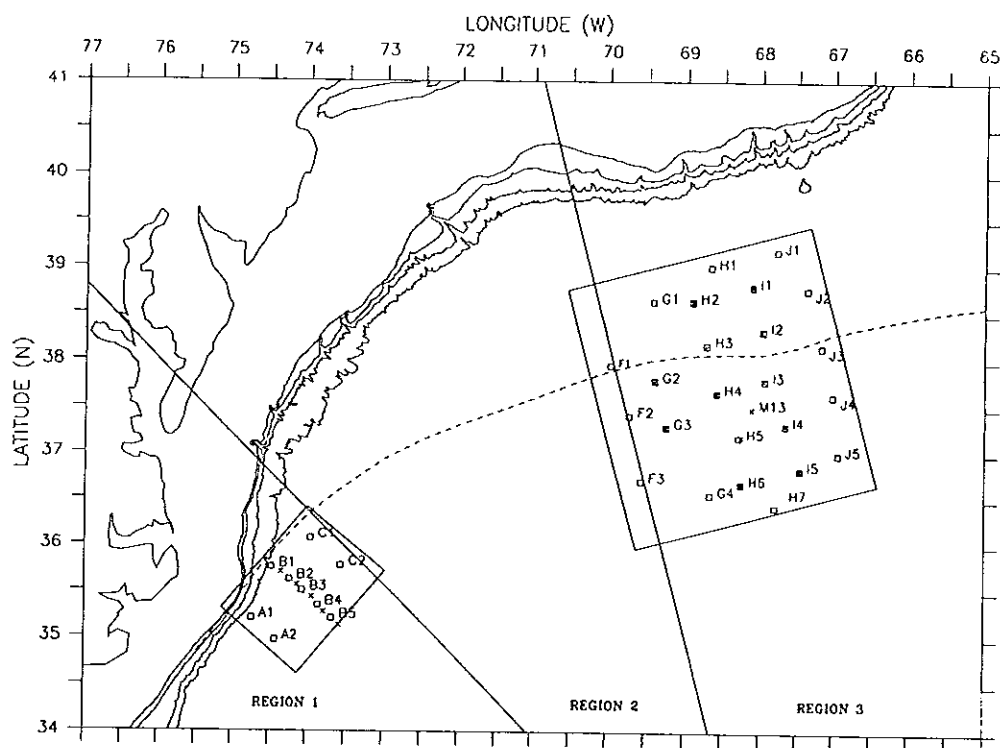 LONGITUDE (W)
77 76 75 74 73 72 71 70 69 68 67 66 65
LATITUDE (N)
41
40
39
38
37
36
35
34
H1
J1
I1
J2
G1
H2
I2
H3
J3
F1
G2
I3
H4
J4
M13
F2
G3
I4
H5
J5
I5
F3
H6
G4
H7
C1
C2
B1
B2
B3
B4
B5
A1
A2
REGION 1
REGION 2
REGION 3